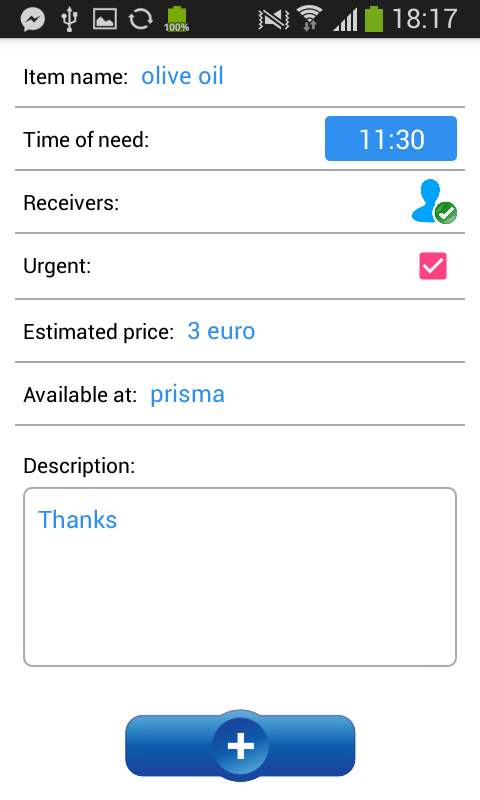 100%
18:17
Item name: olive oil
Time of need: 11:30
Receivers:
Urgent:
Estimated price: 3 euro
Available at: prisma
Description:
Thanks